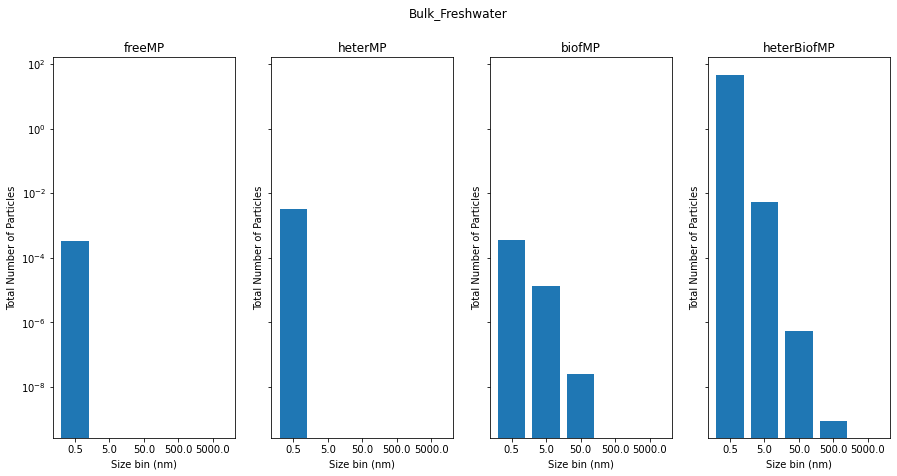 Bulk_Freshwater
freeMP
heterMP
biofMP
heterBiofMP
Total Number of Particles
10²
10⁰
10⁻²
10⁻⁴
10⁻⁶
10⁻⁸
0.5 5.0 50.0 500.0 5000.0
Size bin (nm)
Total Number of Particles
0.5 5.0 50.0 500.0 5000.0
Size bin (nm)
Total Number of Particles
0.5 5.0 50.0 500.0 5000.0
Size bin (nm)
Total Number of Particles
0.5 5.0 50.0 500.0 5000.0
Size bin (nm)